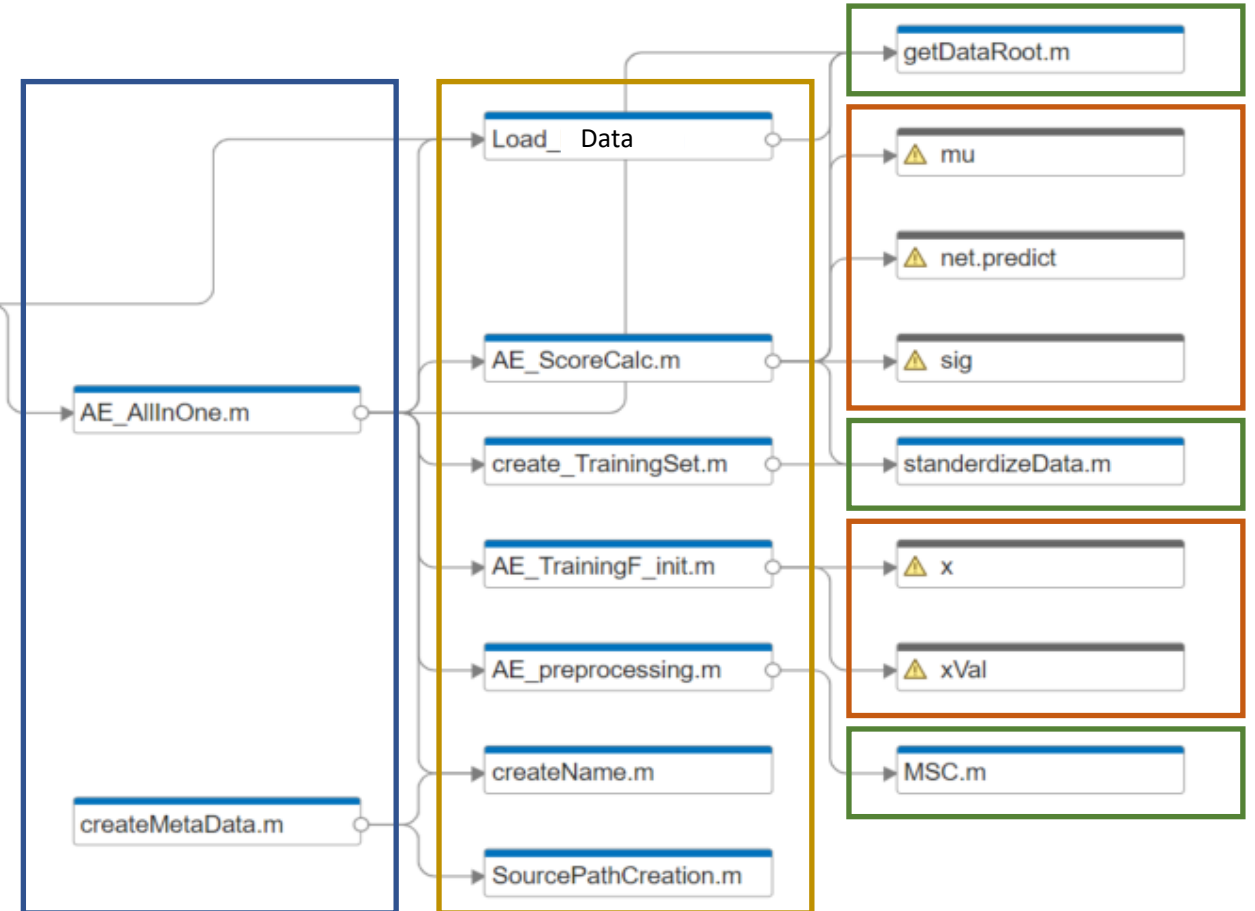 getDataRoot.m
Load_ Data
mu
net.predict
AE_ScoreCalc.m
sig
AE_AllInOne.m
create_TrainingSet.m
standerdizeData.m
AE_TrainingF_init.m
x
AE_preprocessing.m
xVal
createName.m
MSC.m
createMetaData.m
SourcePathCreation.m